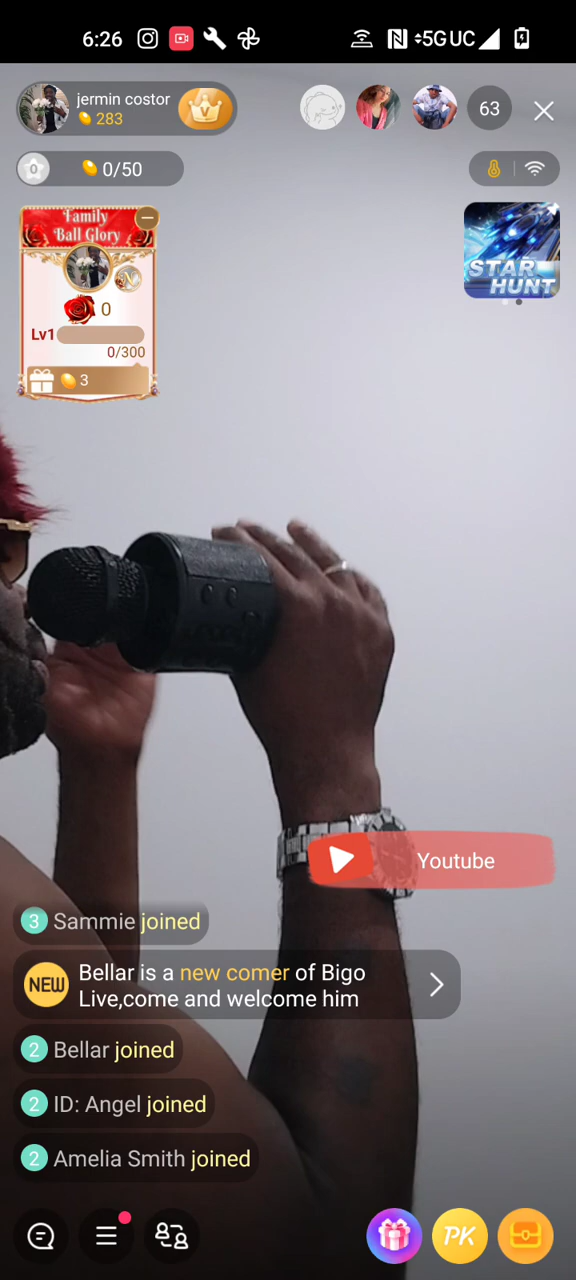 6:26
5G UC
jermin costor
283
63
0
0/50
Family
Ball Glory
0
Lv1
0/300
3
STAR
HUNT
Youtube
3 Sammie joined
NEW
Bellar is a new comer of Bigo
Live,come and welcome him
2 Bellar joined
2 ID: Angel joined
2 Amelia Smith joined
PK